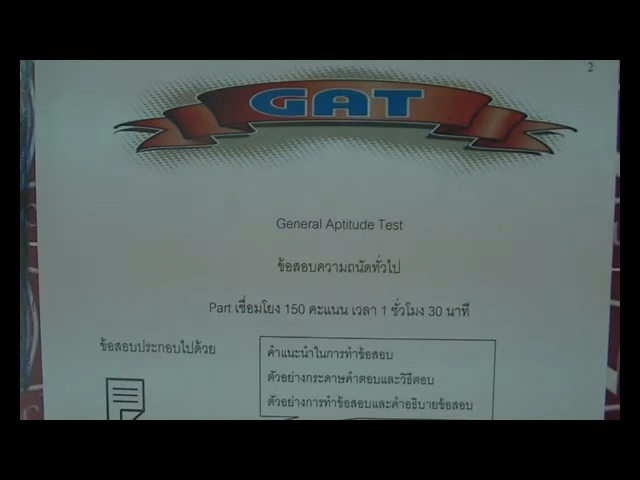 2
GAT
General Aptitude Test
ข้อสอบความถนัดทั่วไป
Part เชื่อมโยง 150 คะแนน เวลา 1 ชั่วโมง 30 นาที
ข้อสอบประกอบไปด้วย
คำแนะนำในการทำข้อสอบ
ตัวอย่างกระดาษคำตอบและวิธีตอบ
ตัวอย่างการทำข้อสอบและคำอธิบายข้อสอบ